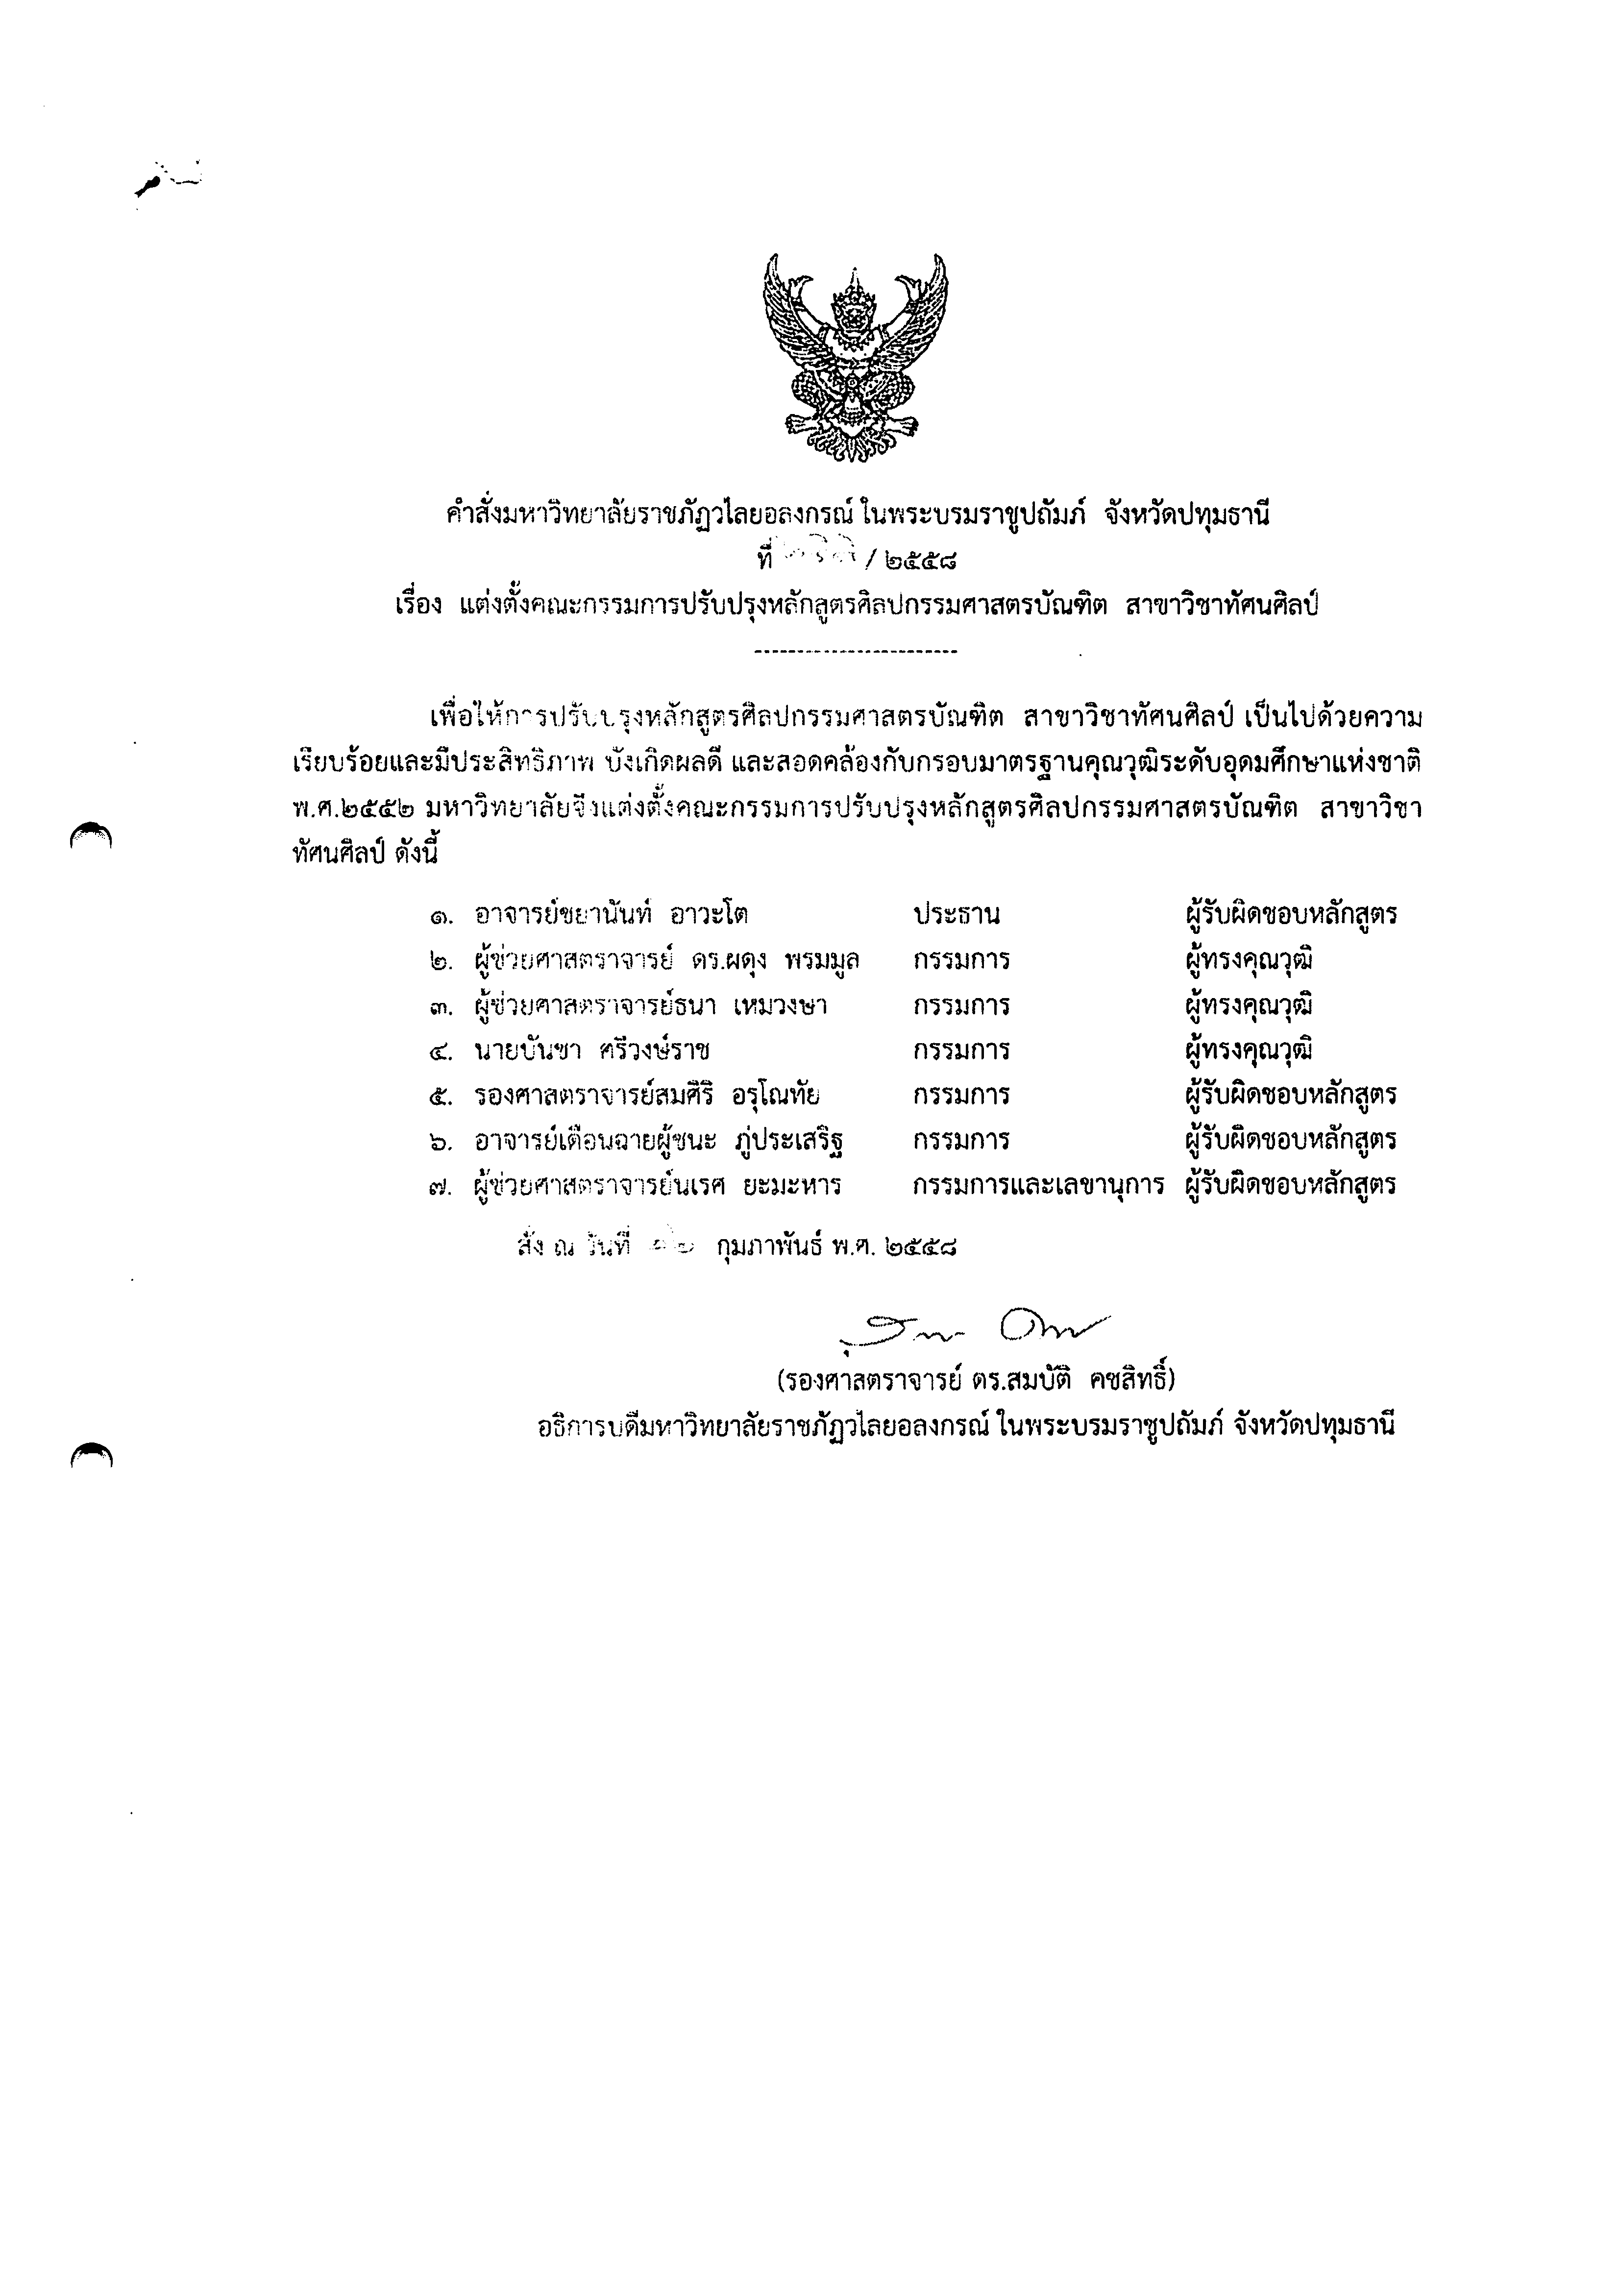 คำสั่งมหาวิทยาลัยราชภัฏวไลยอลงกรณ์ ในพระบรมราชูปถัมภ์ จังหวัดปทุมธานี
ที่ / ๒๕๕๘
เรื่อง แต่งตั้งคณะกรรมการปรับปรุงหลักสูตรศิลปกรรมศาสตรบัณฑิต สาขาวิชาทัศนศิลป์
------------------------
เพื่อให้การปรับปรุงหลักสูตรศิลปกรรมศาสตรบัณฑิต สาขาวิชาทัศนศิลป์ เป็นไปด้วยความ
เรียบร้อยและมีประสิทธิภาพ บังเกิดผลดี และสอดคล้องกับกรอบมาตรฐานคุณวุฒิระดับอุดมศึกษาแห่งชาติ
พ.ศ.๒๕๕๒ มหาวิทยาลัยจึงแต่งตั้งคณะกรรมการปรับปรุงหลักสูตรศิลปกรรมศาสตรบัณฑิต สาขาวิชา
ทัศนศิลป์ ดังนี้
๑. อาจารย์ชยานันท์ อาวะโต ประธาน ผู้รับผิดชอบหลักสูตร
๒. ผู้ช่วยศาสตราจารย์ ดร.ผดุง พรมมูล กรรมการ ผู้ทรงคุณวุฒิ
๓. ผู้ช่วยศาสตราจารย์ธนา เหมวงษา กรรมการ ผู้ทรงคุณวุฒิ
๔. นายบันชา ศรีวงษ์ราช กรรมการ ผู้ทรงคุณวุฒิ
๕. รองศาสตราจารย์สมศิริ อรุโณทัย กรรมการ ผู้รับผิดชอบหลักสูตร
๖. อาจารย์เตือนฉายผู้ชนะ ภู่ประเสริฐ กรรมการ ผู้รับผิดชอบหลักสูตร
๗. ผู้ช่วยศาสตราจารย์นเรศ ยะมะหาร กรรมการและเลขานุการ ผู้รับผิดชอบหลักสูตร
สั่ง ณ วันที่ กุมภาพันธ์ พ.ศ. ๒๕๕๘
(รองศาสตราจารย์ ดร.สมบัติ คชสิทธิ์)
อธิการบดีมหาวิทยาลัยราชภัฏวไลยอลงกรณ์ ในพระบรมราชูปถัมภ์ จังหวัดปทุมธานี